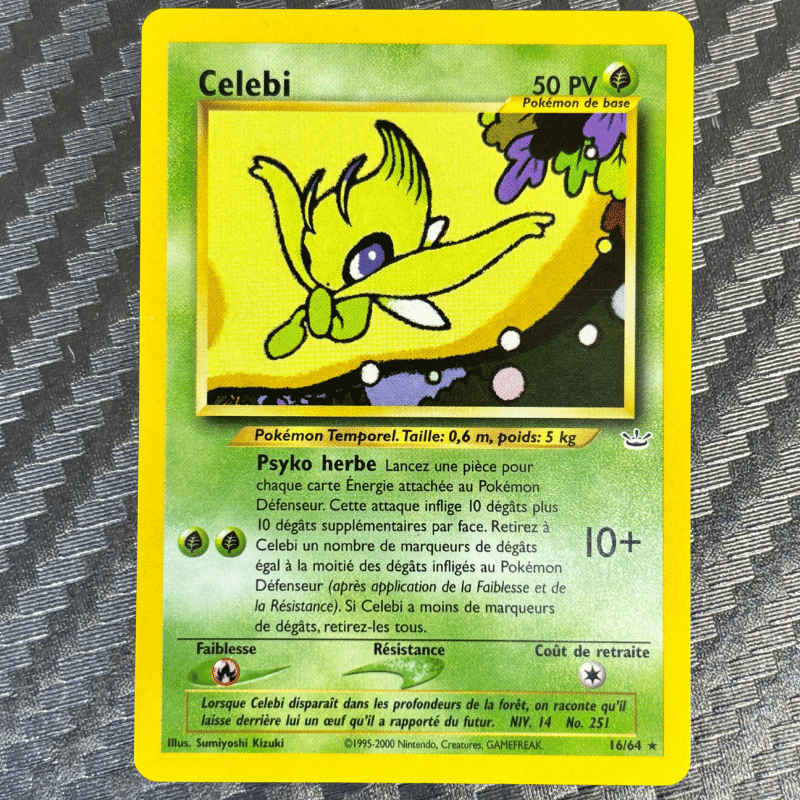 Celebi
50 PV
Pokémon de base
Pokémon Temporel. Taille: 0,6 m, poids: 5 kg
Psyko herbe Lancez une pièce pour
chaque carte Énergie attachée au Pokémon
Défenseur. Cette attaque inflige 10 dégâts plus
10 dégâts supplémentaires par face. Retirez à
Celebi un nombre de marqueurs de dégâts
égal à la moitié des dégâts infligés au Pokémon
Défenseur (après application de la Faiblesse et de
la Résistance). Si Celebi a moins de marqueurs
de dégâts, retirez-les tous.
10+
Faiblesse Résistance Coût de retraite
Lorsque Celebi disparaît dans les profondeurs de la forêt, on raconte qu'il
laisse derrière lui un œuf qu'il a rapporté du futur. NIV. 14 No. 251
Illus. Sumiyoshi Kizuki ©1995-2000 Nintendo, Creatures, GAMEFREAK. 16/64 ★